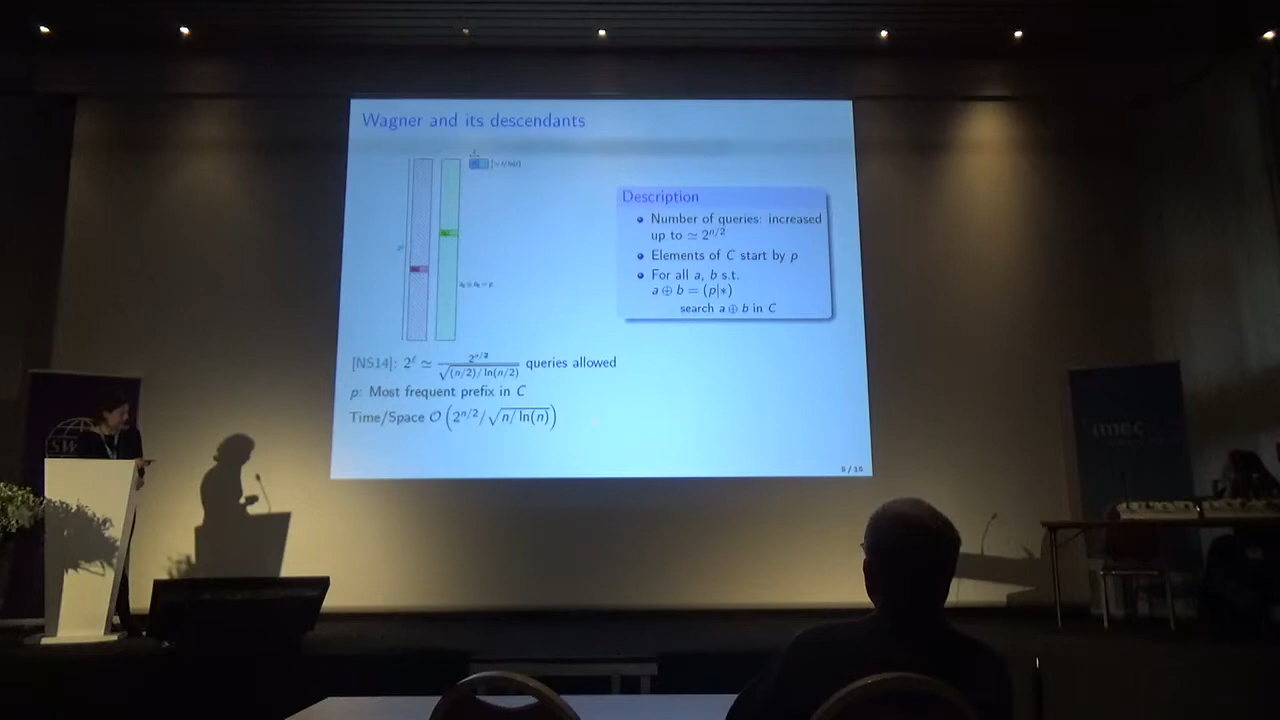 Wagner and its descendants
Description
Number of queries: increased
up to ≃ 2^{n/2}
Elements of C start by p
For all a, b s.t.
a ⊕ b = (p|*)
search a ⊕ b in C
[NS14]: 2^ℓ ≃ 2^{n/2} / √((n/2)/ ln(n/2)) queries allowed
p: Most frequent prefix in C
Time/Space O(2^{n/2}/√(n/ ln(n)))
imec
SW